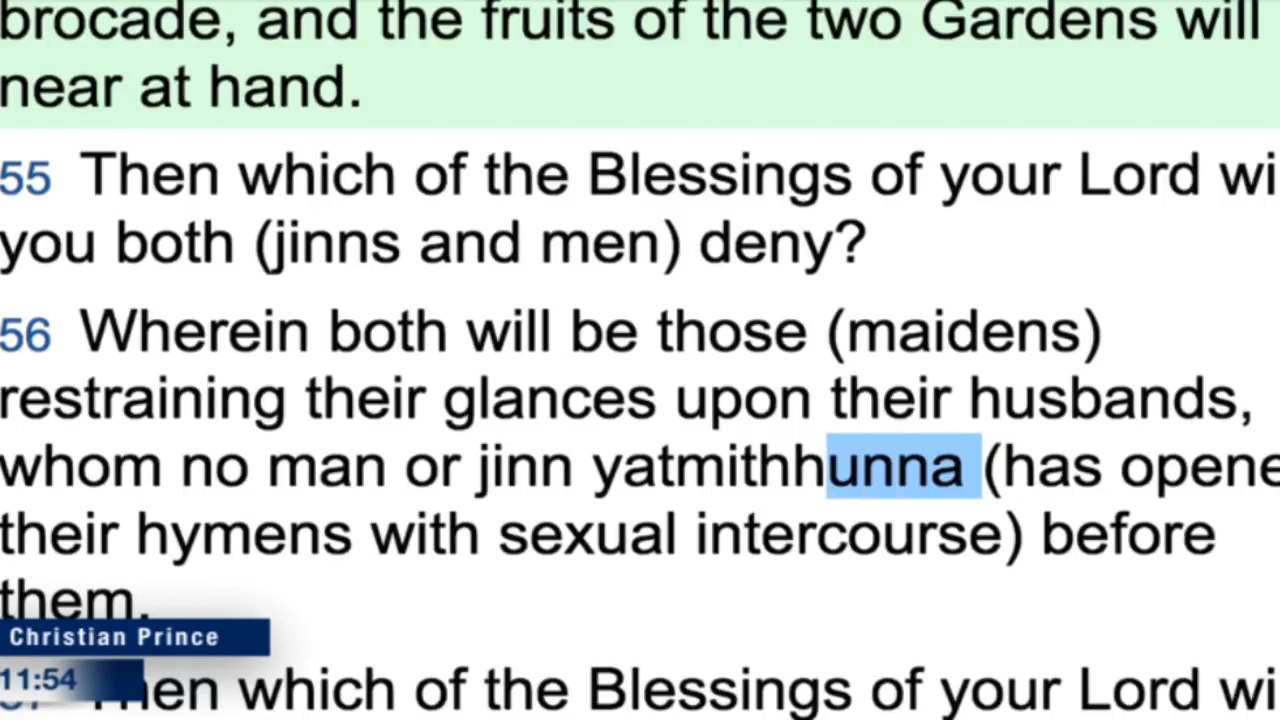 brocade, and the fruits of the two Gardens will
near at hand.
55 Then which of the Blessings of your Lord wi
you both (jinns and men) deny?
56 Wherein both will be those (maidens)
restraining their glances upon their husbands,
whom no man or jinn yatmithhunna (has opene
their hymens with sexual intercourse) before
them.
Christian Prince
11:54
57 Then which of the Blessings of your Lord wi